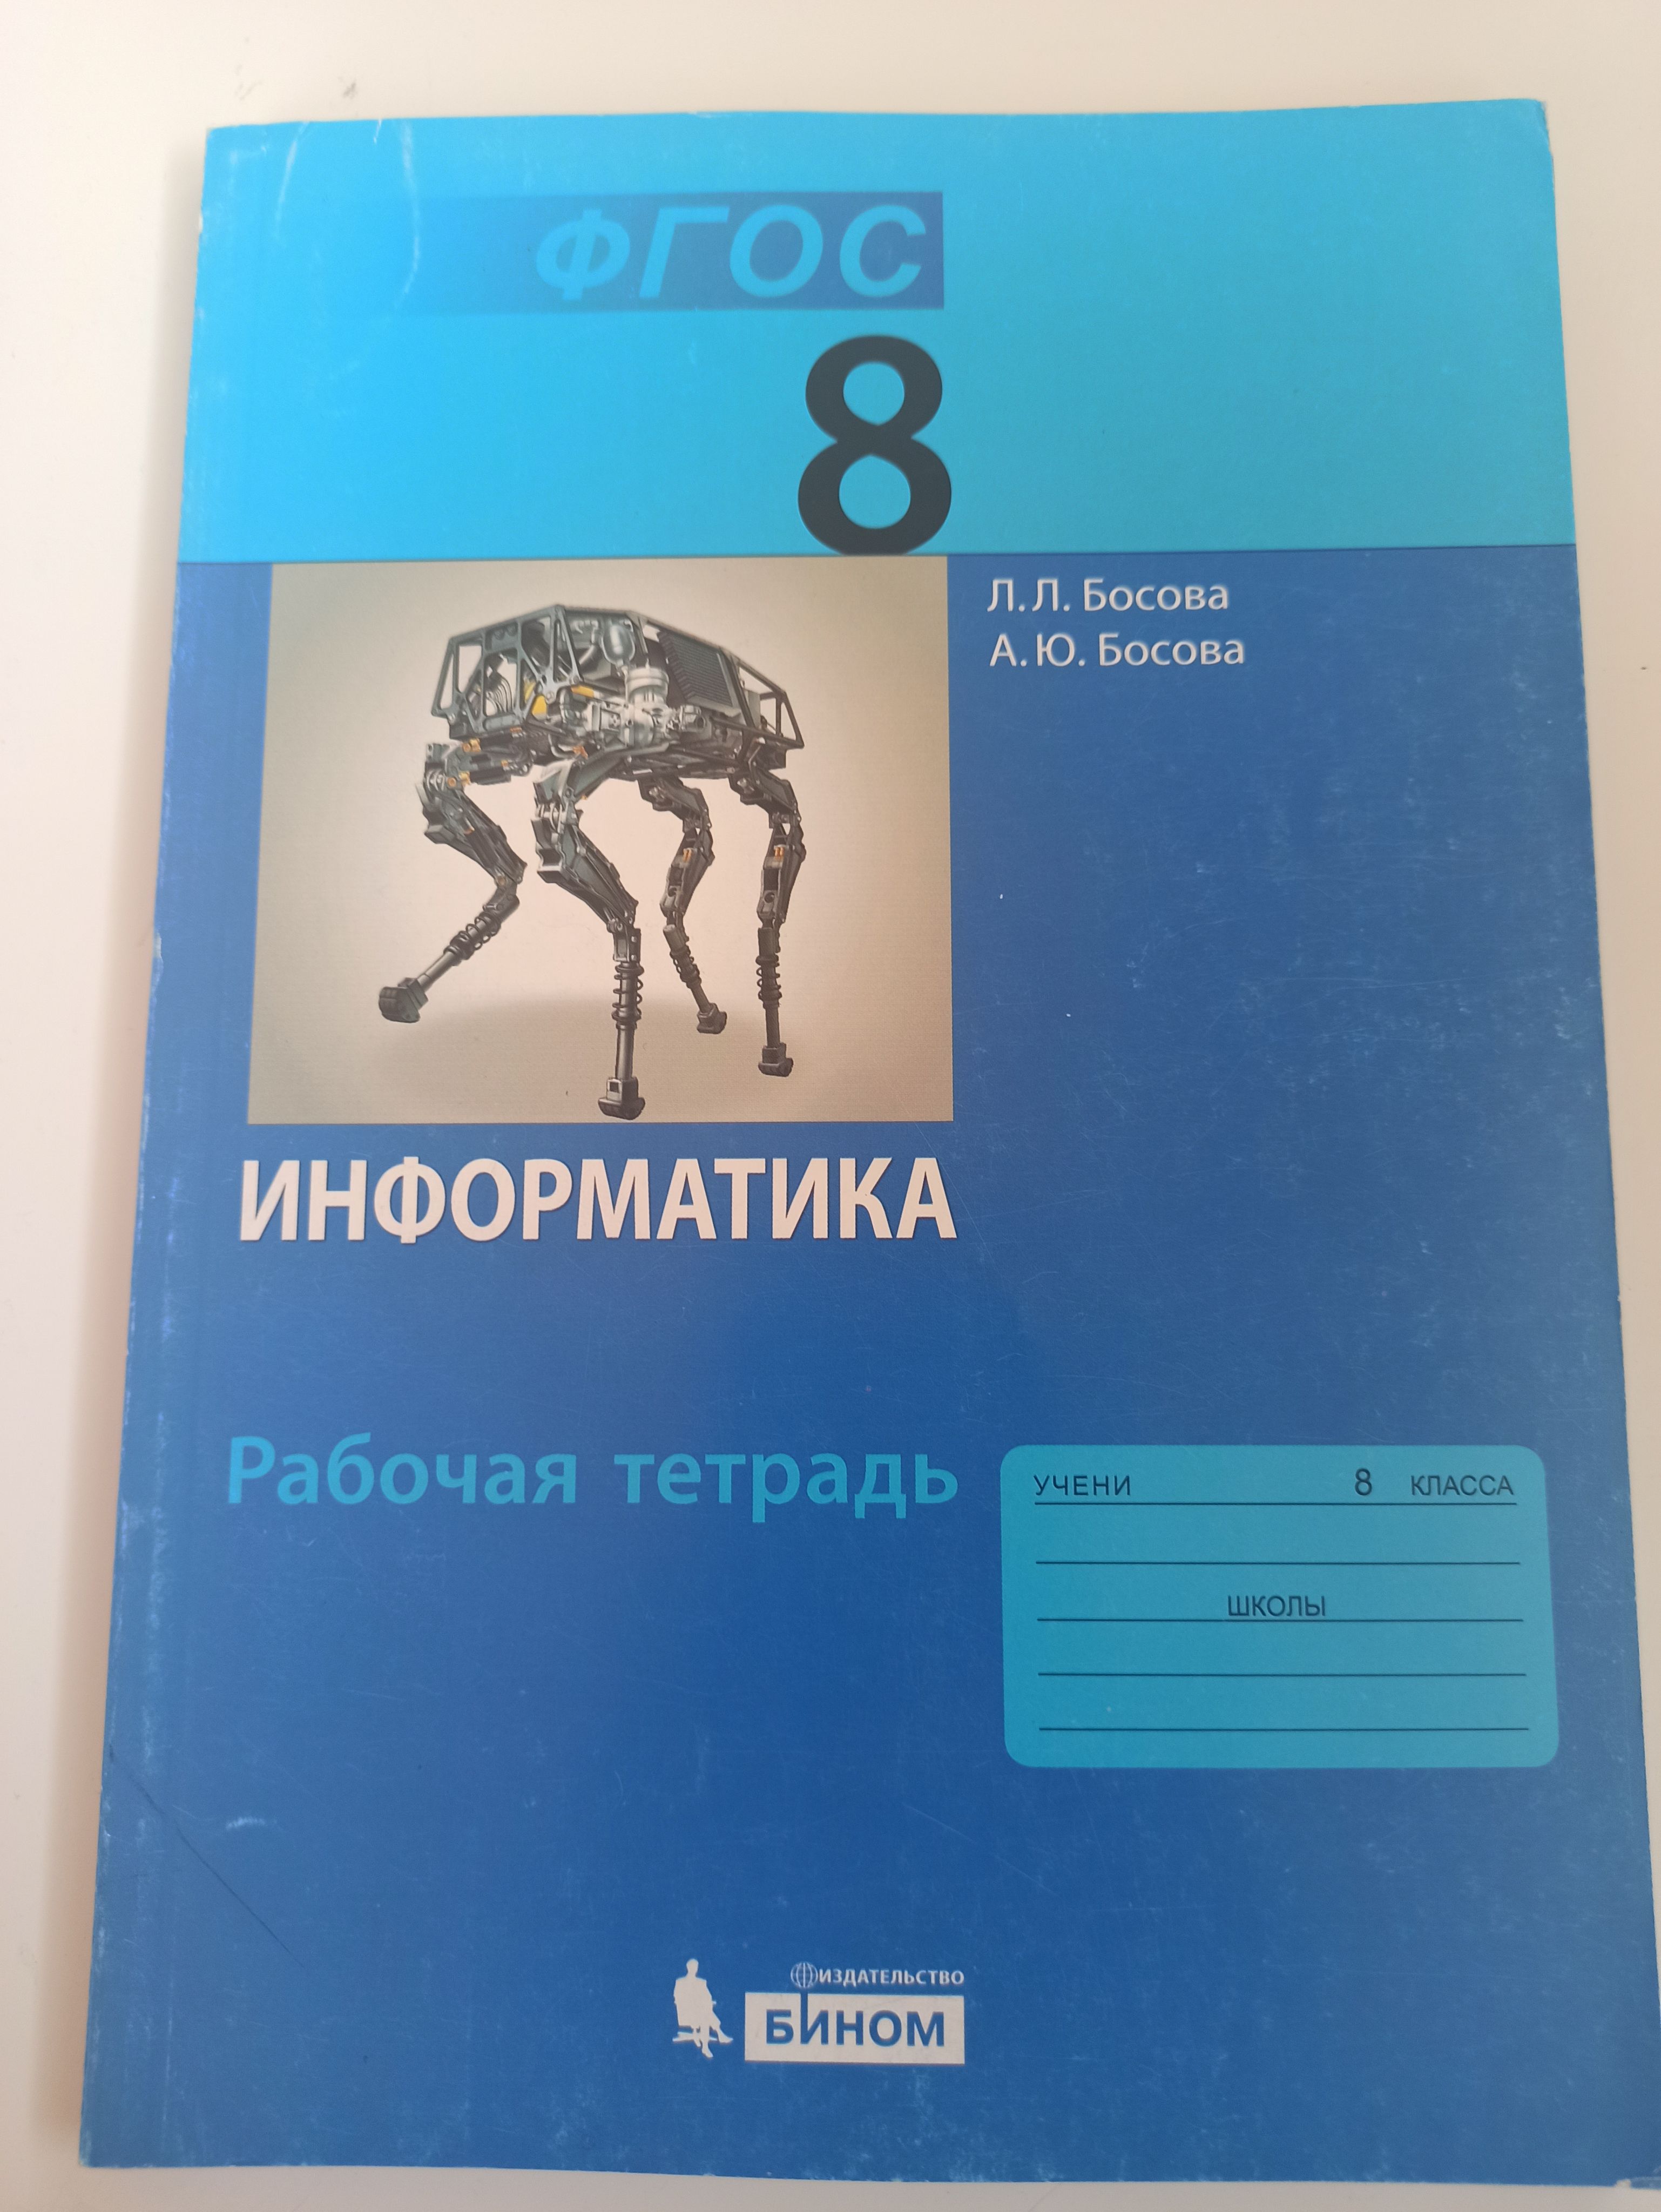 ФГОС
8
Л. Л. Босова
А. Ю. Босова
ИНФОРМАТИКА
Рабочая тетрадь
УЧЕНИ 8 КЛАССА
ШКОЛЫ
ИЗДАТЕЛЬСТВО
БИНОМ